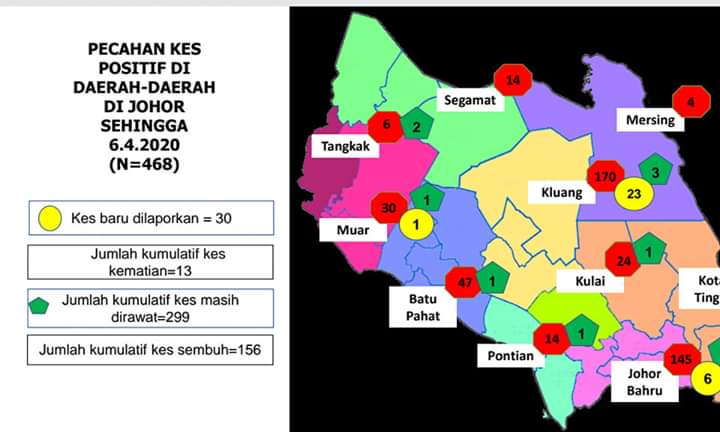 PECAHAN KES
POSITIF DI
DAERAH-DAERAH
DI JOHOR
SEHINGGA
6.4.2020
(N=468)
Kes baru dilaporkan = 30
Jumlah kumulatif kes
kematian=13
Jumlah kumulatif kes masih
dirawat=299
Jumlah kumulatif kes sembuh=156
14
Segamat
4
Mersing
6
2
Tangkak
170
3
23
Kluang
30
1
1
Muar
24
1
Kulai
47
1
Batu
Pahat
Kota
Ting
14
1
Pontian
145
6
Johor
Bahru